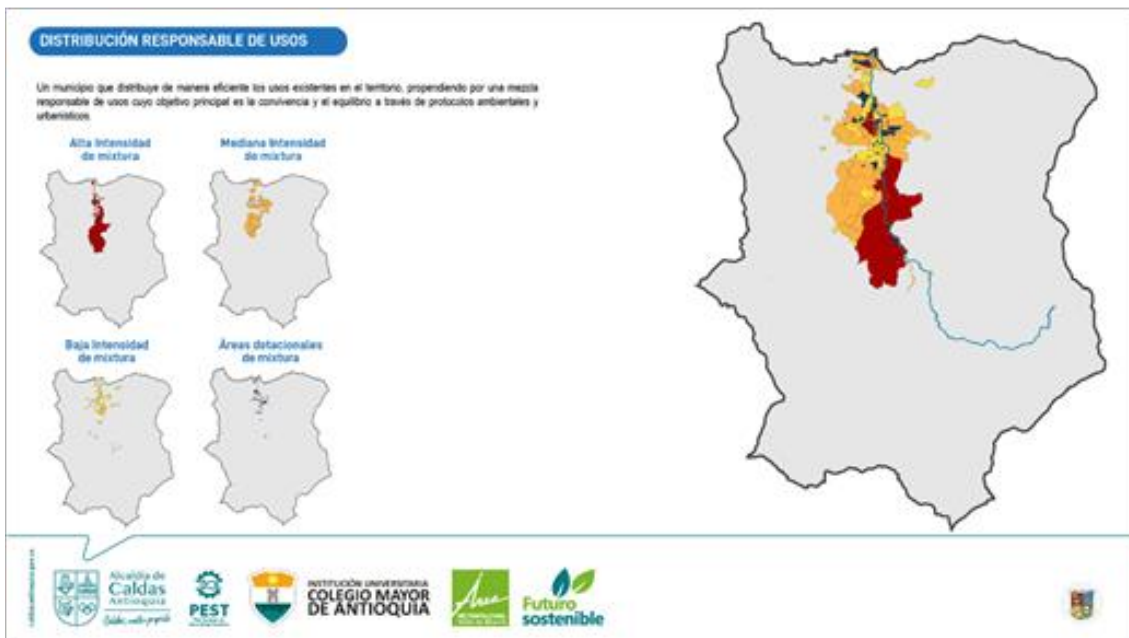 DISTRIBUCIÓN RESPONSABLE DE USOS
Un municipio que distribuye de manera eficiente los usos existentes en el territorio, propendiendo por una mezcla
responsable de usos cuyo objetivo principal es la convivencia y el equilibrio a través de protocolos ambientales y
urbanísticos.
Alta Intensidad
de mixtura
Mediana Intensidad
de mixtura
Baja Intensidad
de mixtura
Áreas dotacionales
de mixtura
Alcaldía de
Caldas
Antioquia
PEST
INSTITUCIÓN UNIVERSITARIA
COLEGIO MAYOR
DE ANTIOQUIA
Área
Futuro
sostenible